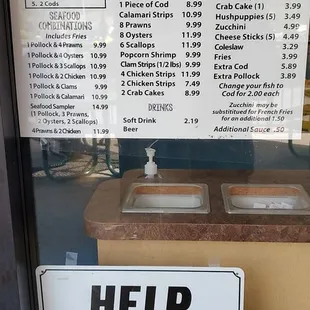 5.. 2 Cods
SEAFOOD
COMBINATIONS
Includes Fries
1 Pollock & 4 Prawns 9.99
1 Pollock & 4 Oysters 10.99
1 Pollock & 3 Scallops 10.99
1 Pollock & Clams 9.99
1 Pollock & Calamari 10.99
Seafood Sampler 14.99
(1 Pollock, 3 Prawns,
2 Oysters, 2 Scallops)
4 Prawns & 2 Chicken 11.99
1 Piece of Cod 8.99
Calamari Strips 10.99
8 Prawns 9.99
8 Oysters 11.99
6 Scallops 11.99
Popcorn Shrimp 9.99
Clam Strips (1/2 lbs) 9.99
4 Chicken Strips 11.99
2 Chicken Strips 7.49
2 Crab Cakes 8.99
DRINKS
Soft Drink 2.19
Beer
Crab Cake (1) 3.99
Hushpuppies (5) 3.49
Zucchini 4.99
Cheese Sticks (5) 4.49
Coleslaw 3.29
Fries 3.99
Extra Cod 5.89
Extra Pollock 3.89
Change your fish to
Cod for 2.00 each
Zucchini may be
substituted for French Fries
for an additional 1.50
Additional Sauce .50
HELP